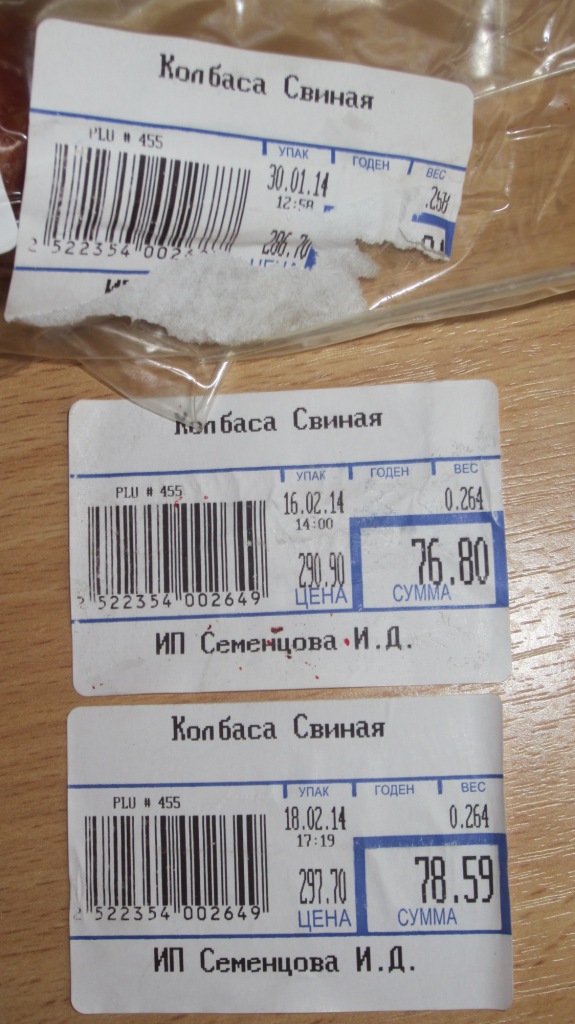 Колбаса Свиная
PLU # 455
УПАК ГОДЕН ВЕС
30.01.14
12:58
286.70
ЦЕНА
2 522354
Колбаса Свиная
УПАК ГОДЕН ВЕС
PLU # 455
16.02.14 0.264
14:00
290.90 76.80
ЦЕНА СУММА
2 522354 002649
ИП Семенцова И.Д.
Колбаса Свиная
УПАК ГОДЕН ВЕС
PLU # 455
18.02.14 0.264
17:19
297.70 78.59
ЦЕНА СУММА
2 522354 002649
ИП Семенцова И.Д.